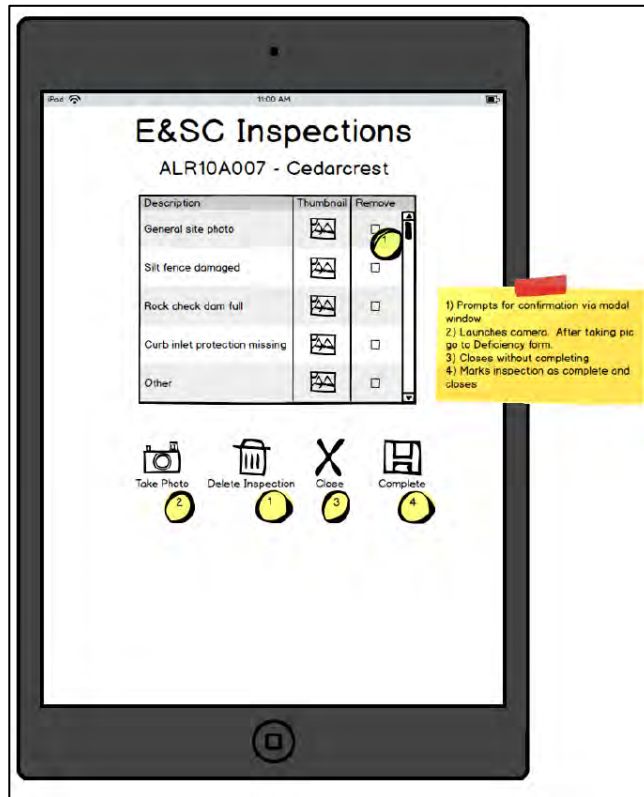 iPod 11:00 AM
E&SC Inspections
ALR10A007 - Cedarcrest
Description Thumbnail Remove
General site photo
1
Silt fence damaged
Rock check dam full
Curb inlet protection missing
Other
1) Prompts for confirmation via modal
window
2) Launches camera. After taking pic
go to Deficiency form.
3) Closes without completing
4) Marks inspection as complete and
closes
Take Photo Delete Inspection Close Complete
2 1 3 4